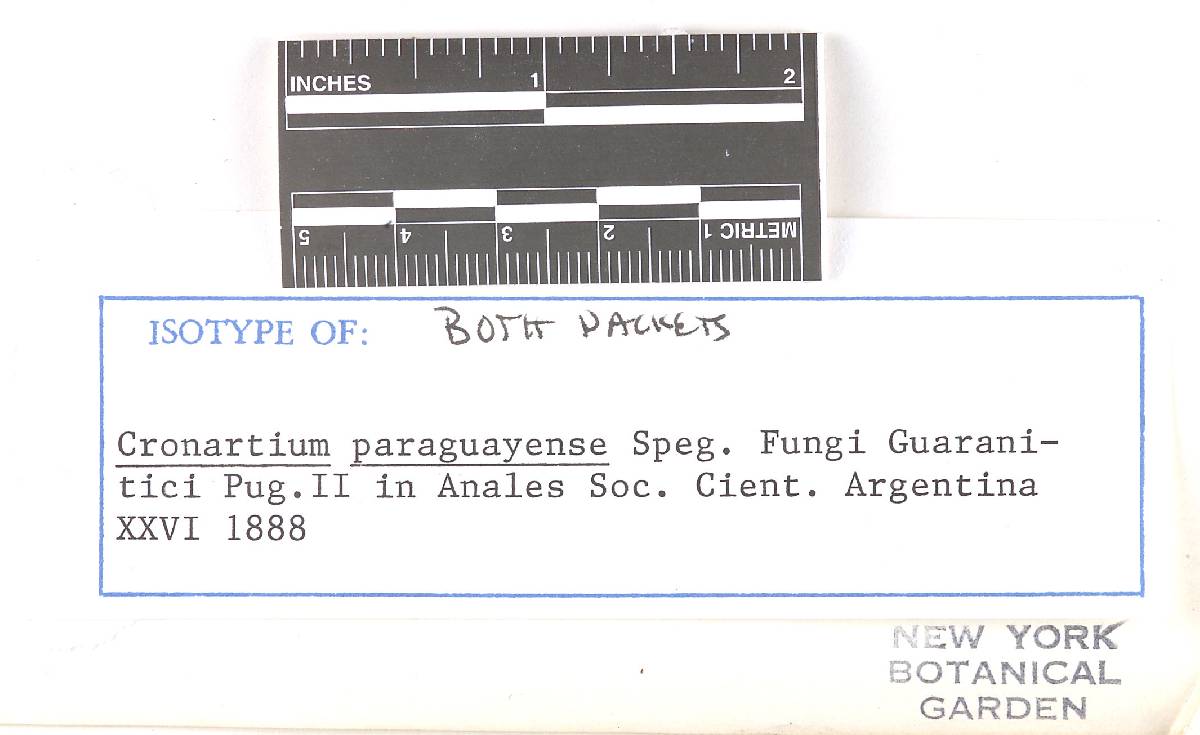 INCHES 1 2
5 4 3 2 METRIC 1
ISOTYPE OF: BOTH PACKETS
Cronartium paraguayense Speg. Fungi Guarani-
tici Pug.II in Anales Soc. Cient. Argentina
XXVI 1888
NEW YORK
BOTANICAL
GARDEN